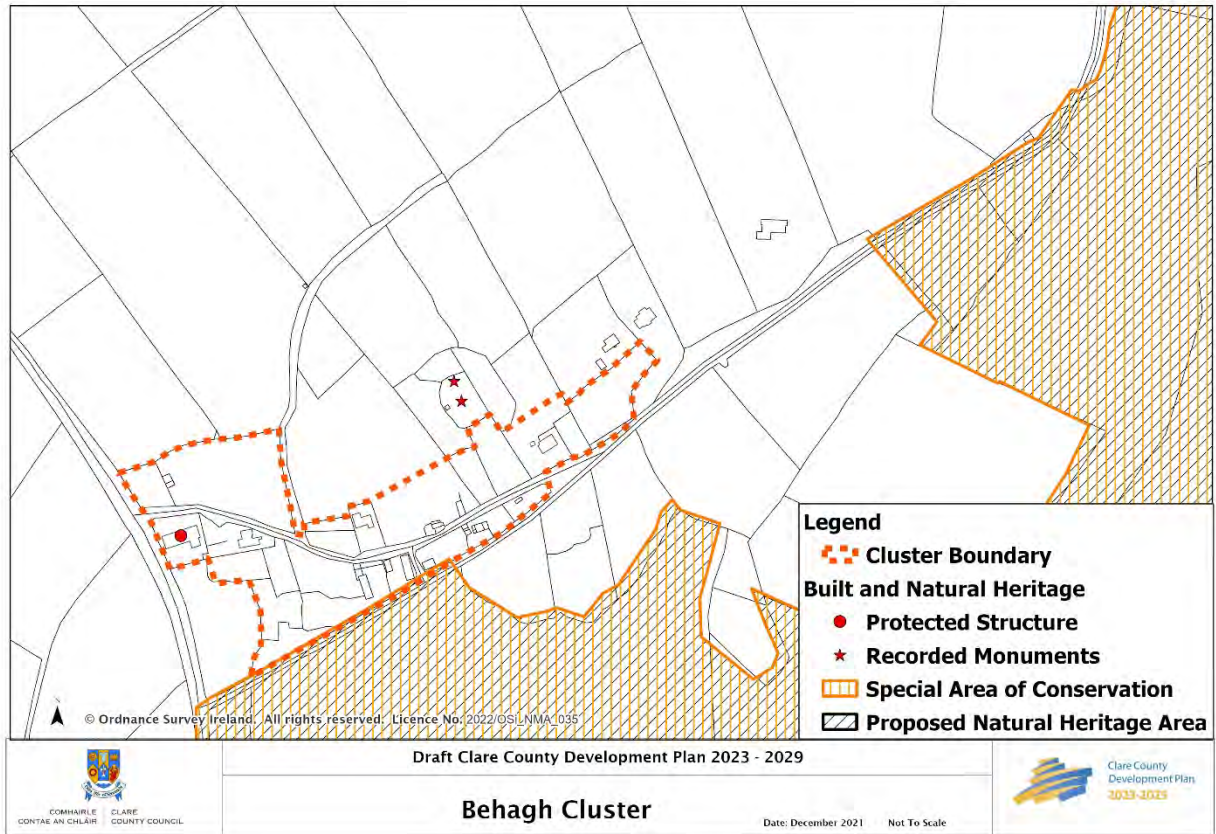 Legend
Cluster Boundary
Built and Natural Heritage
Protected Structure
Recorded Monuments
Special Area of Conservation
Proposed Natural Heritage Area
© Ordnance Survey Ireland. All rights reserved. Licence No: 2022/OSi_NMA_035
Draft Clare County Development Plan 2023 - 2029
Behagh Cluster
Date: December 2021
Not To Scale
COMHAIRLE CONTAE AN CHLÁIR
CLARE COUNTY COUNCIL
Clare County
Development Plan
2023-2029